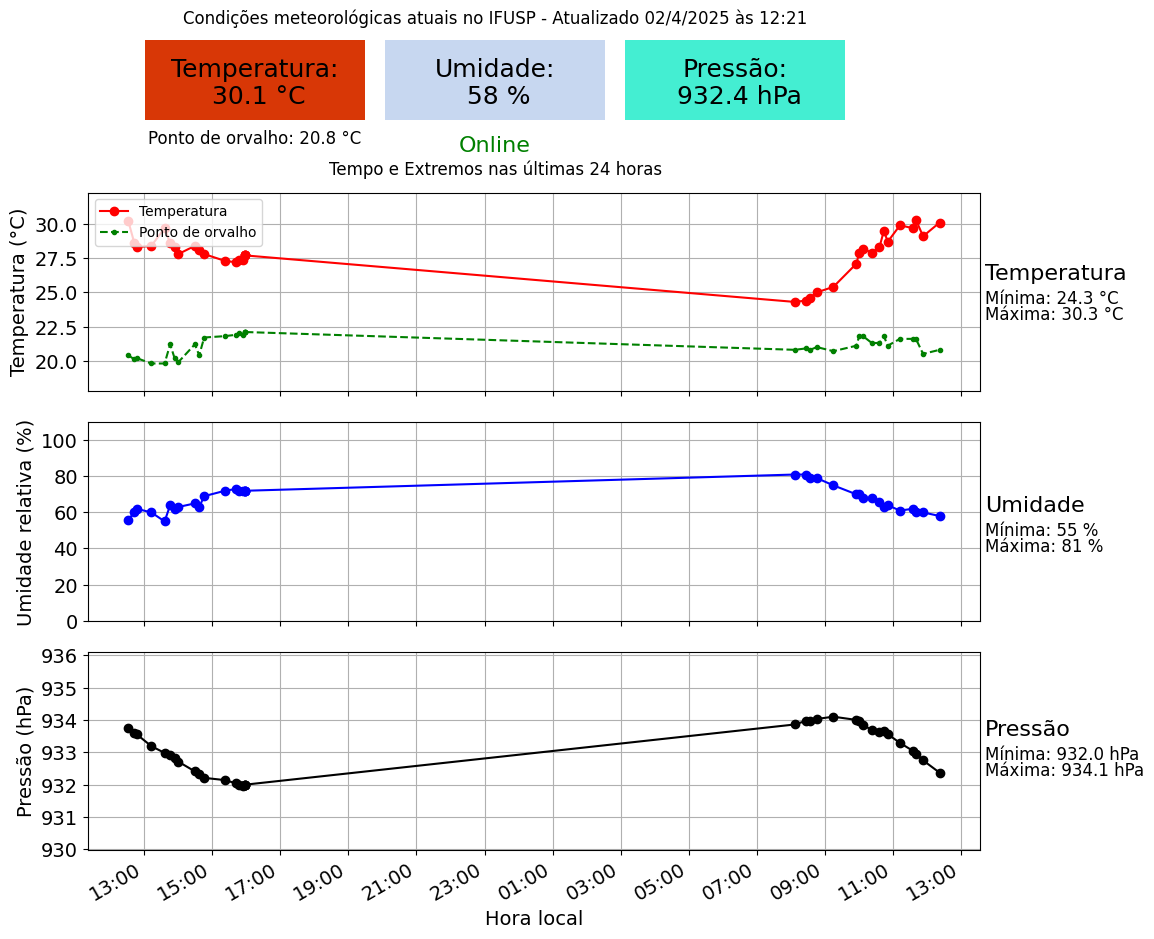 Condições meteorológicas atuais no IFUSP - Atualizado 02/4/2025 às 12:21
Temperatura:
30.1 °C
Umidade:
58 %
Pressão:
932.4 hPa
Ponto de orvalho: 20.8 °C
Online
Tempo e Extremos nas últimas 24 horas
Temperatura (°C)
30.0
27.5
25.0
22.5
20.0
Temperatura
Ponto de orvalho
Temperatura
Mínima: 24.3 °C
Máxima: 30.3 °C
Umidade relativa (%)
100
80
60
40
20
0
Umidade
Mínima: 55 %
Máxima: 81 %
Pressão (hPa)
936
935
934
933
932
931
930
Pressão
Mínima: 932.0 hPa
Máxima: 934.1 hPa
13:00 15:00 17:00 19:00 21:00 23:00 01:00 03:00 05:00 07:00 09:00 11:00 13:00
Hora local